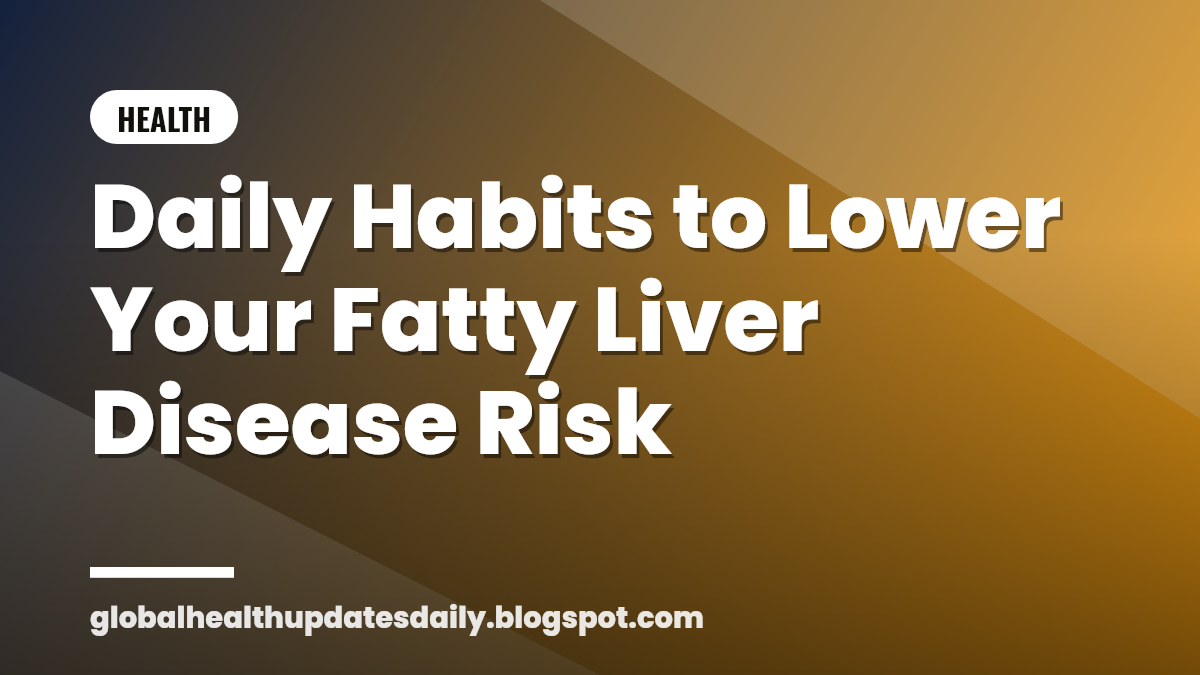 HEALTH
Daily Habits to Lower
Your Fatty Liver
Disease Risk
globalhealthupdatesdaily.blogspot.com